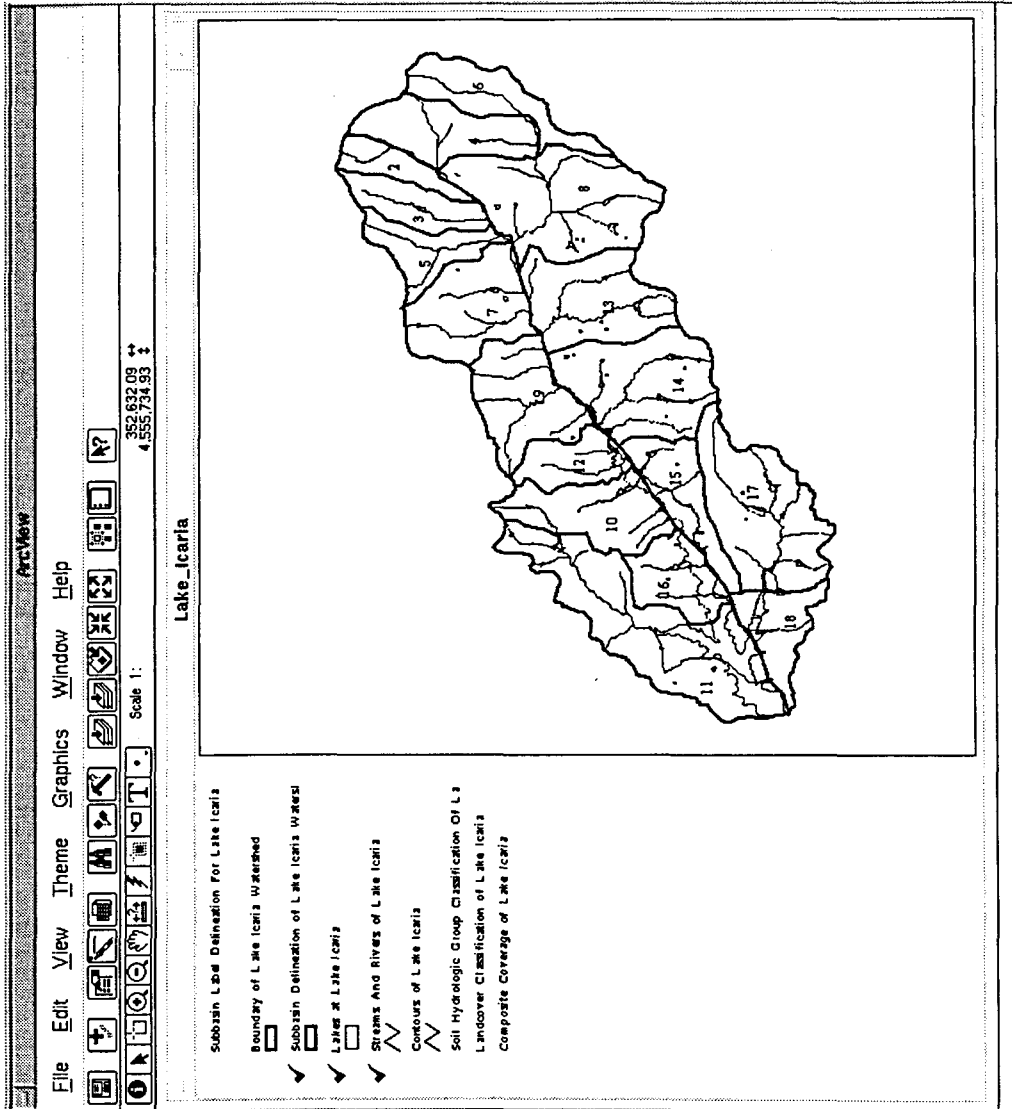 ArcView
File Edit View Theme Graphics Window Help
Scale 1:
352,632.09
4,555,734.93
Lake_Icaria
Subbasin Label Delineation For Lake Icaria
Boundary of Lake Icaria Watershed
Subbasin Delineation of Lake Icaria Watersl
Lakes at Lake Icaria
Streams And Rivers of Lake Icaria
Contours of Lake Icaria
Soil Hydrologic Group Classification Of La
Landcover Classification of Lake Icaria
Composite Coverage of Lake Icaria
2
3
5
6
7
8
9
10
11
12
13
14
15
16
17
18
T